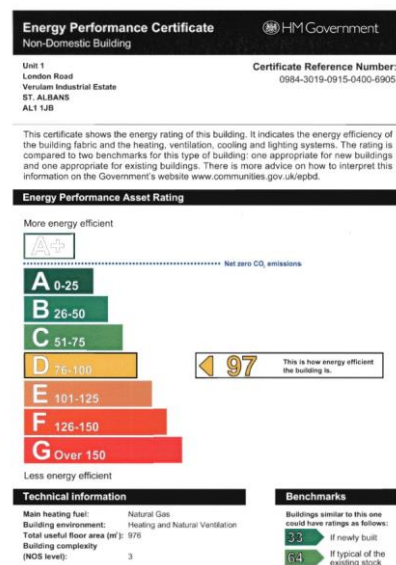 Energy Performance Certificate
HM Government
Non-Domestic Building
Unit 1
London Road
Verulam Industrial Estate
ST. ALBANS
AL1 1JB
Certificate Reference Number:
0984-3019-0915-0400-6905
This certificate shows the energy rating of this building. It indicates the energy efficiency of
the building fabric and the heating, ventilation, cooling and lighting systems. The rating is
compared to two benchmarks for this type of building: one appropriate for new buildings
and one appropriate for existing buildings. There is more advice on how to interpret this
information on the Government's website www.communities.gov.uk/epbd.
Energy Performance Asset Rating
More energy efficient
A+
Net zero CO₂ emissions
A 0-25
B 26-50
C 51-75
D 76-100
97
This is how energy efficient
the building is.
E 101-125
F 126-150
G Over 150
Less energy efficient
Technical information
Main heating fuel: Natural Gas
Building environment: Heating and Natural Ventilation
Total useful floor area (m²): 976
Building complexity
(NOS level): 3
Benchmarks
Buildings similar to this one
could have ratings as follows:
33 If newly built
64 If typical of the
existing stock